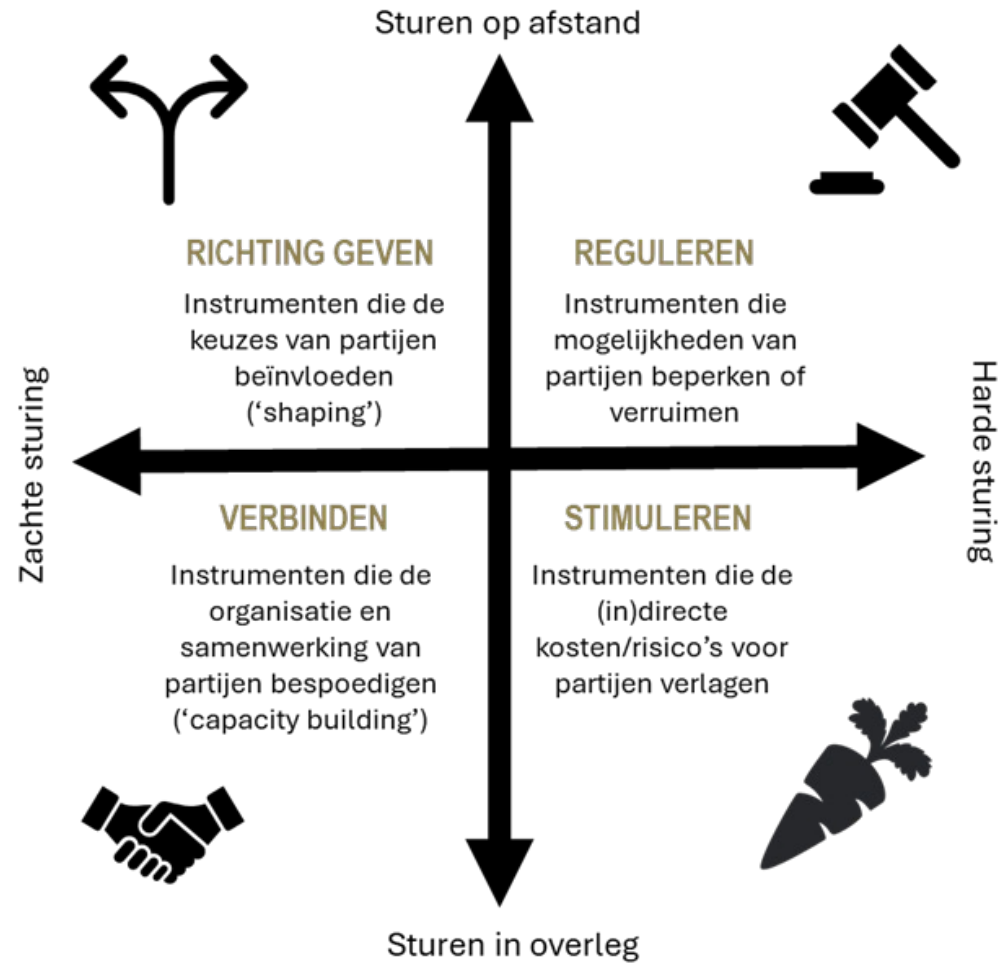 Sturen op afstand
RICHTING GEVEN
Instrumenten die de
keuzes van partijen
beïnvloeden
(‘shaping’)
REGULEREN
Instrumenten die
mogelijkheden van
partijen beperken of
verruimen
Zachte sturing
Harde sturing
VERBINDEN
Instrumenten die de
organisatie en
samenwerking van
partijen bespoedigen
(‘capacity building’)
STIMULEREN
Instrumenten die de
(in)directe
kosten/risico’s voor
partijen verlagen
Sturen in overleg